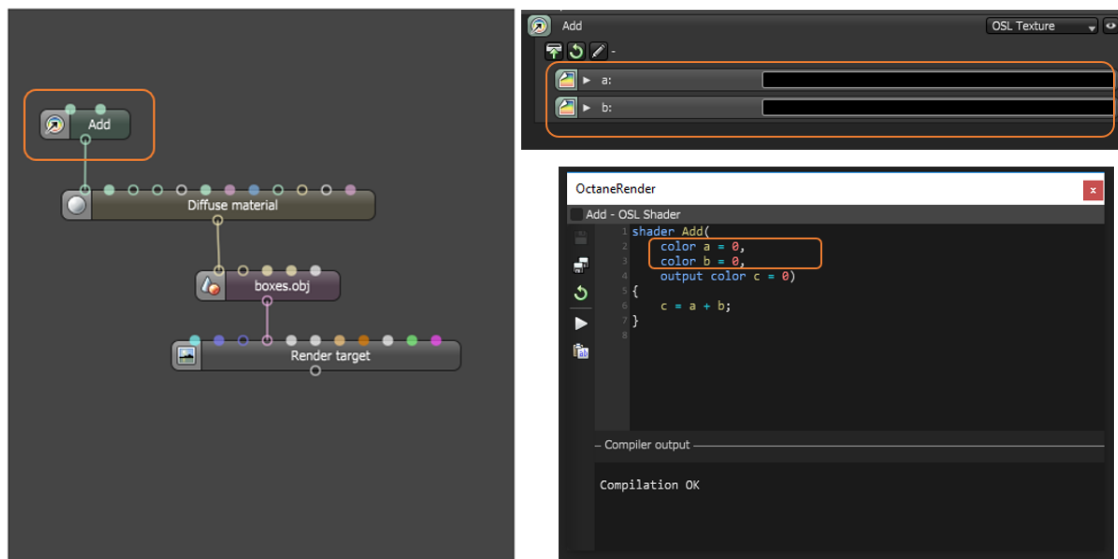 Add
Diffuse material
boxes.obj
Render target
Add
OSL Texture
-
a:
b:
OctaneRender
x
Add - OSL Shader
1 shader Add(
2 color a = 0,
3 color b = 0,
4 output color c = 0)
5 {
6 c = a + b;
7 }
8
Compiler output
Compilation OK